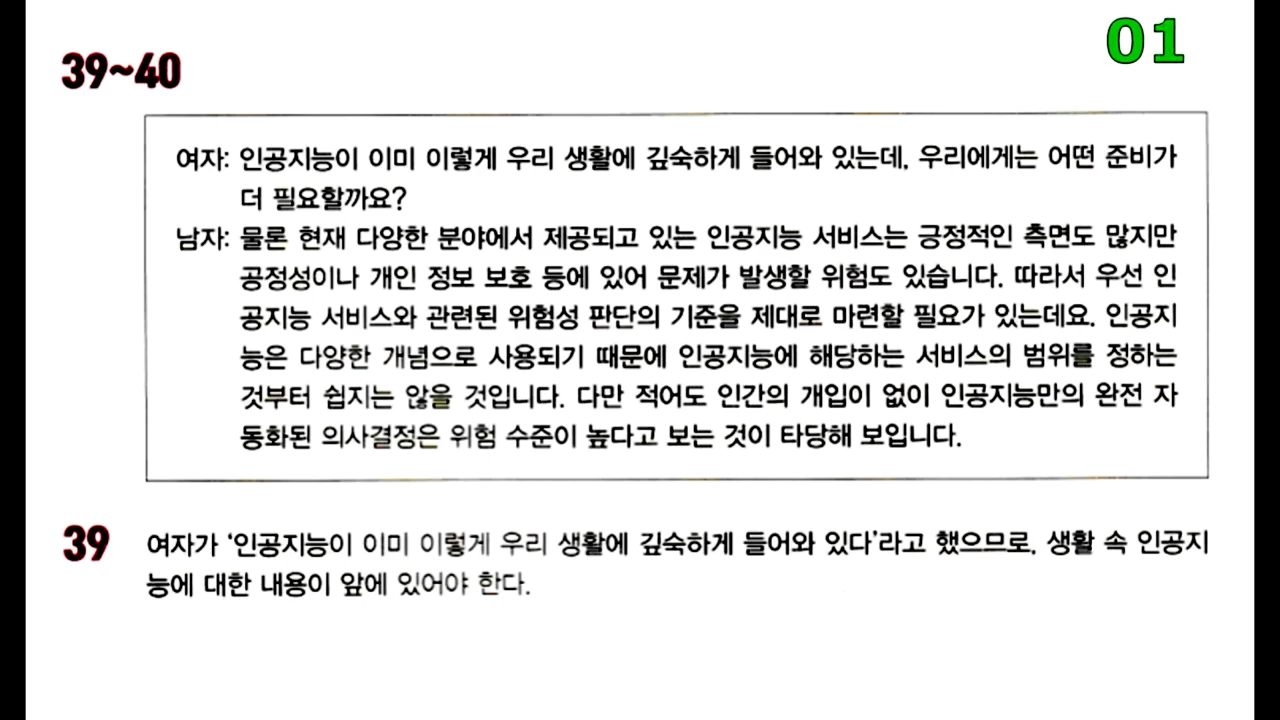 01
39~40
여자: 인공지능이 이미 이렇게 우리 생활에 깊숙하게 들어와 있는데, 우리에게는 어떤 준비가
더 필요할까요?
남자: 물론 현재 다양한 분야에서 제공되고 있는 인공지능 서비스는 긍정적인 측면도 많지만
공정성이나 개인 정보 보호 등에 있어 문제가 발생할 위험도 있습니다. 따라서 우선 인
공지능 서비스와 관련된 위험성 판단의 기준을 제대로 마련할 필요가 있는데요. 인공지
능은 다양한 개념으로 사용되기 때문에 인공지능에 해당하는 서비스의 범위를 정하는
것부터 쉽지는 않을 것입니다. 다만 적어도 인간의 개입이 없이 인공지능만의 완전 자
동화된 의사결정은 위험 수준이 높다고 보는 것이 타당해 보입니다.
39 여자가 ‘인공지능이 이미 이렇게 우리 생활에 깊숙하게 들어와 있다’라고 했으므로, 생활 속 인공지
능에 대한 내용이 앞에 있어야 한다.